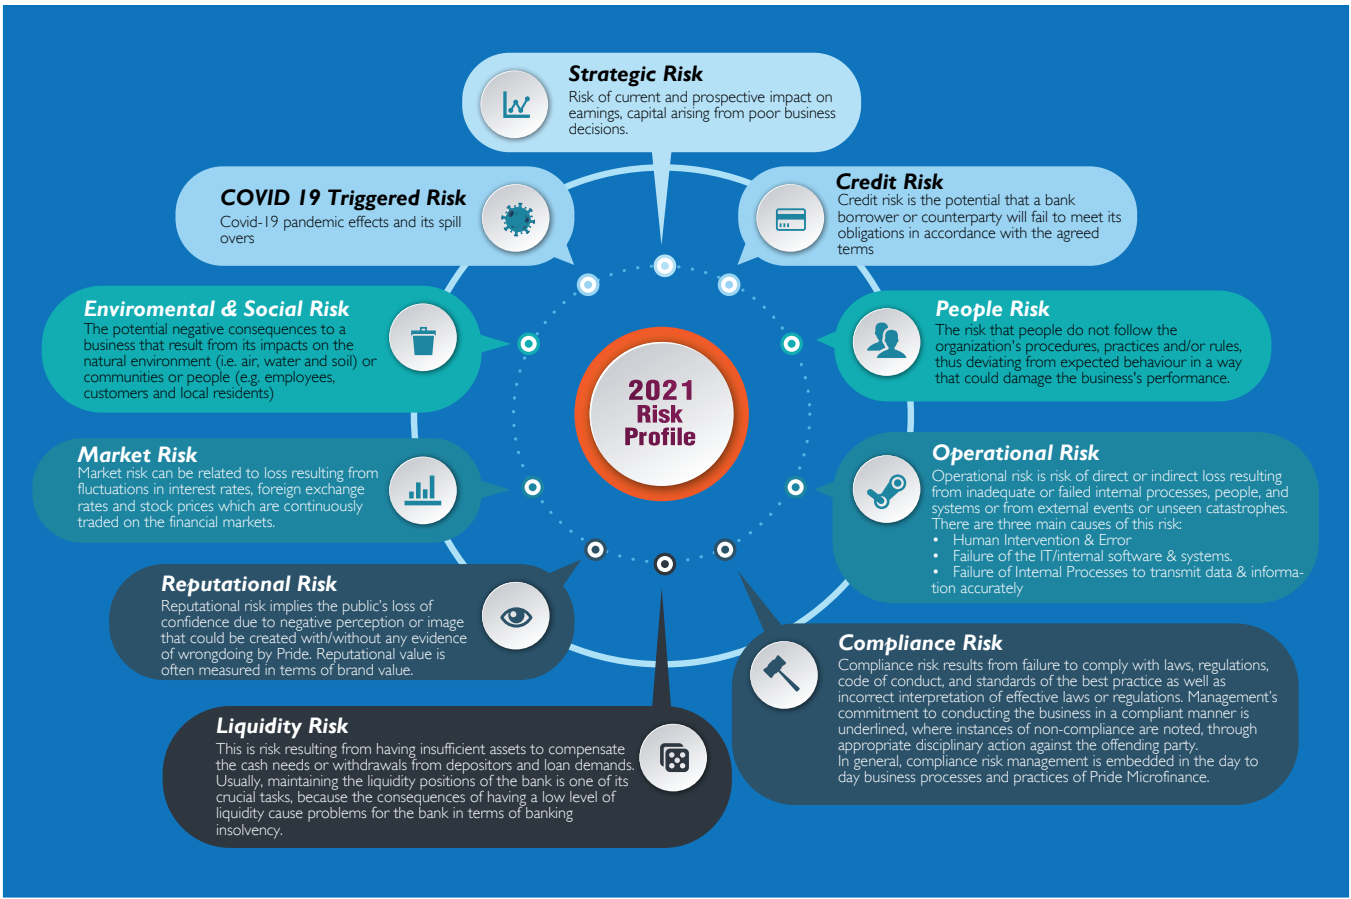 Strategic Risk
Risk of current and prospective impact on
earnings, capital arising from poor business
decisions.
COVID 19 Triggered Risk
Covid-19 pandemic effects and its spill
overs
Credit Risk
Credit risk is the potential that a bank
borrower or counterparty will fail to meet its
obligations in accordance with the agreed
terms
Enviromental & Social Risk
The potential negative consequences to a
business that result from its impacts on the
natural environment (i.e. air, water and soil) or
communities or people (e.g. employees,
customers and local residents)
People Risk
The risk that people do not follow the
organization's procedures, practices and/or rules,
thus deviating from expected behaviour in a way
that could damage the business's performance.
2021
Risk
Profile
Market Risk
Market risk can be related to loss resulting from
fluctuations in interest rates, foreign exchange
rates and stock prices which are continuously
traded on the financial markets.
Operational Risk
Operational risk is risk of direct or indirect loss resulting
from inadequate or failed internal processes, people, and
systems or from external events or unseen catastrophes.
There are three main causes of this risk:
• Human Intervention & Error
• Failure of the IT/internal software & systems.
• Failure of Internal Processes to transmit data & informa-
tion accurately
Reputational Risk
Reputational risk implies the public's loss of
confidence due to negative perception or image
that could be created with/without any evidence
of wrongdoing by Pride. Reputational value is
often measured in terms of brand value.
Compliance Risk
Compliance risk results from failure to comply with laws, regulations,
code of conduct, and standards of the best practice as well as
incorrect interpretation of effective laws or regulations. Management's
commitment to conducting the business in a compliant manner is
underlined, where instances of non-compliance are noted, through
appropriate disciplinary action against the offending party.
In general, compliance risk management is embedded in the day to
day business processes and practices of Pride Microfinance.
Liquidity Risk
This is risk resulting from having insufficient assets to compensate
the cash needs or withdrawals from depositors and loan demands.
Usually, maintaining the liquidity positions of the bank is one of its
crucial tasks, because the consequences of having a low level of
liquidity cause problems for the bank in terms of banking
insolvency.